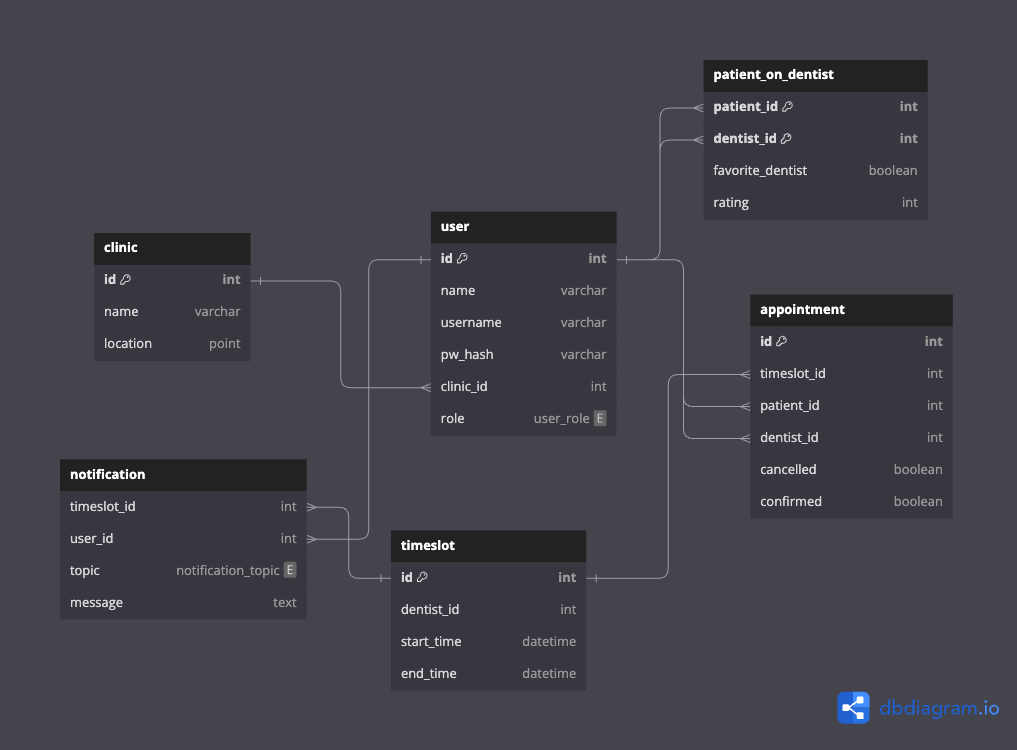 patient_on_dentist
patient_id int
dentist_id int
favorite_dentist boolean
rating int
user
id int
name varchar
username varchar
pw_hash varchar
clinic_id int
role user_role E
clinic
id int
name varchar
location point
appointment
id int
timeslot_id int
patient_id int
dentist_id int
cancelled boolean
confirmed boolean
notification
timeslot_id int
user_id int
topic notification_topic E
message text
timeslot
id int
dentist_id int
start_time datetime
end_time datetime
dbdiagram.io